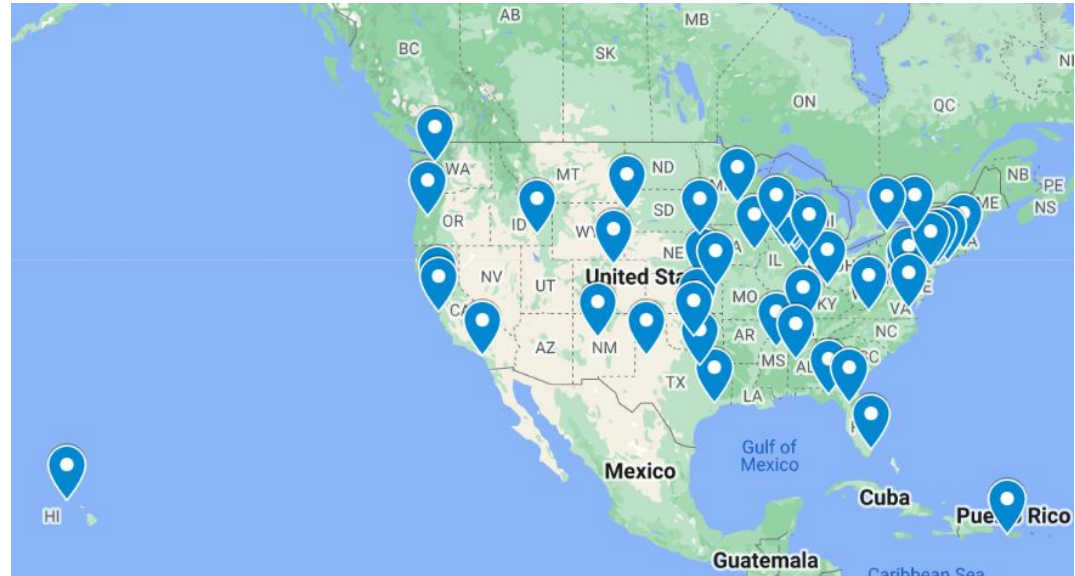 AB
MB
BC
SK
NL
ON
QC
NB
PE
WA
MT
ND
ME
NS
OR
ID
SD
WY
NE
IL
NV
UT
United Sta
MO
KY
VA
CA
AZ
NM
AR
NC
MS
AL
SC
TX
LA
Gulf of
Mexico
Mexico
HI
Cuba
Puerto Rico
Guatemala
Caribbean Sea